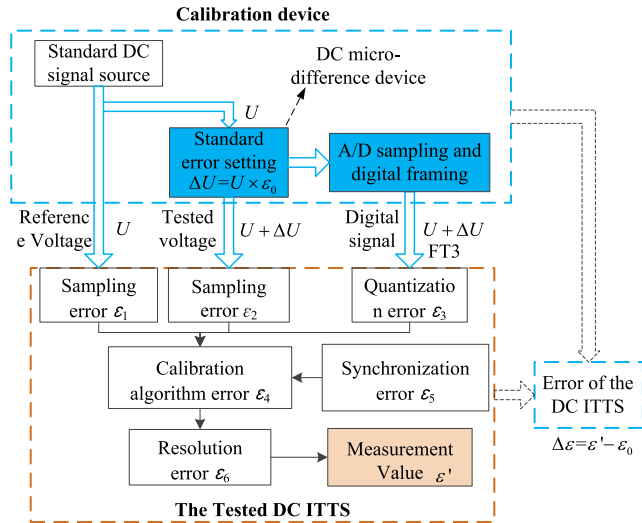 Calibration device
Standard DC
signal source
DC micro-
difference device
U
Standard
error setting
ΔU=U×ε₀
A/D sampling and
digital framing
Referenc
e Voltage
U
Tested
voltage
U + ΔU
Digital
signal
U + ΔU
FT3
Sampling
error ε₁
Sampling
error ε₂
Quantizatio
n error ε₃
Calibration
algorithm error ε₄
Synchronization
error ε₅
Error of the
DC ITTS
Δε=ε'−ε₀
Resolution
error ε₆
Measurement
Value ε'
The Tested DC ITTS